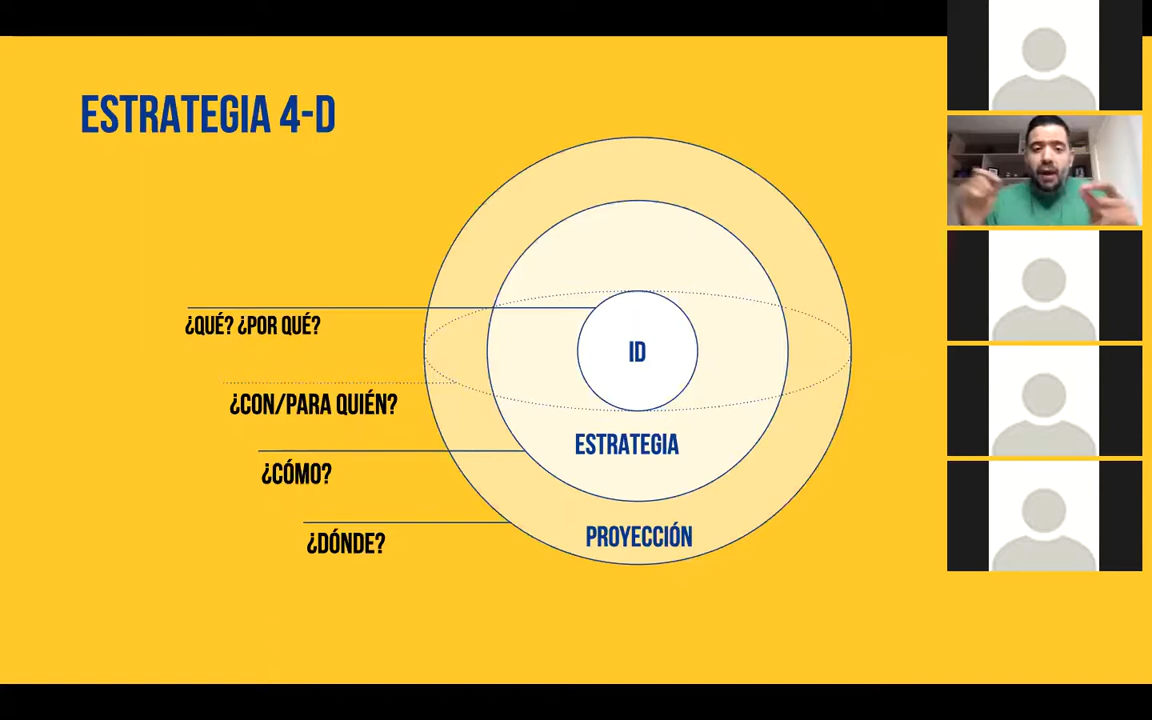 ESTRATEGIA 4-D
¿QUÉ? ¿POR QUÉ?
ID
¿CON/PARA QUIÉN?
ESTRATEGIA
¿CÓMO?
PROYECCIÓN
¿DÓNDE?